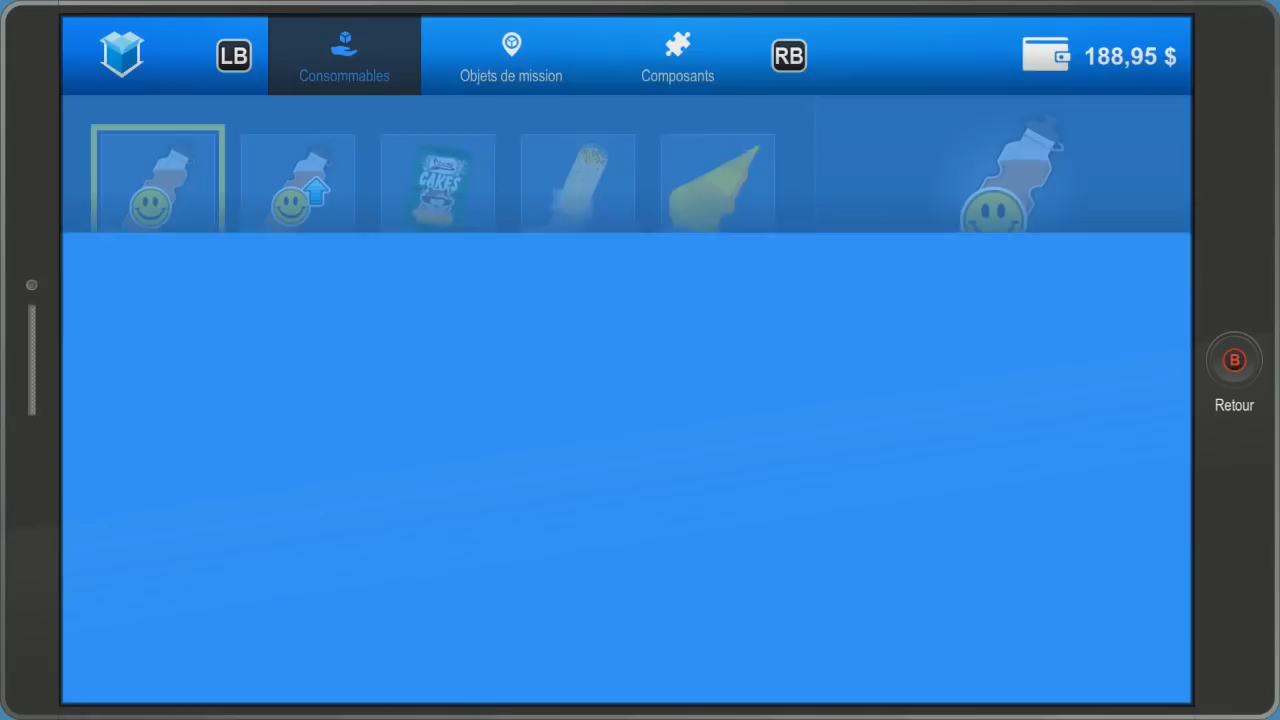 LB
Consommables
Objets de mission
Composants
RB
188,95 $
CAKES
B
Retour